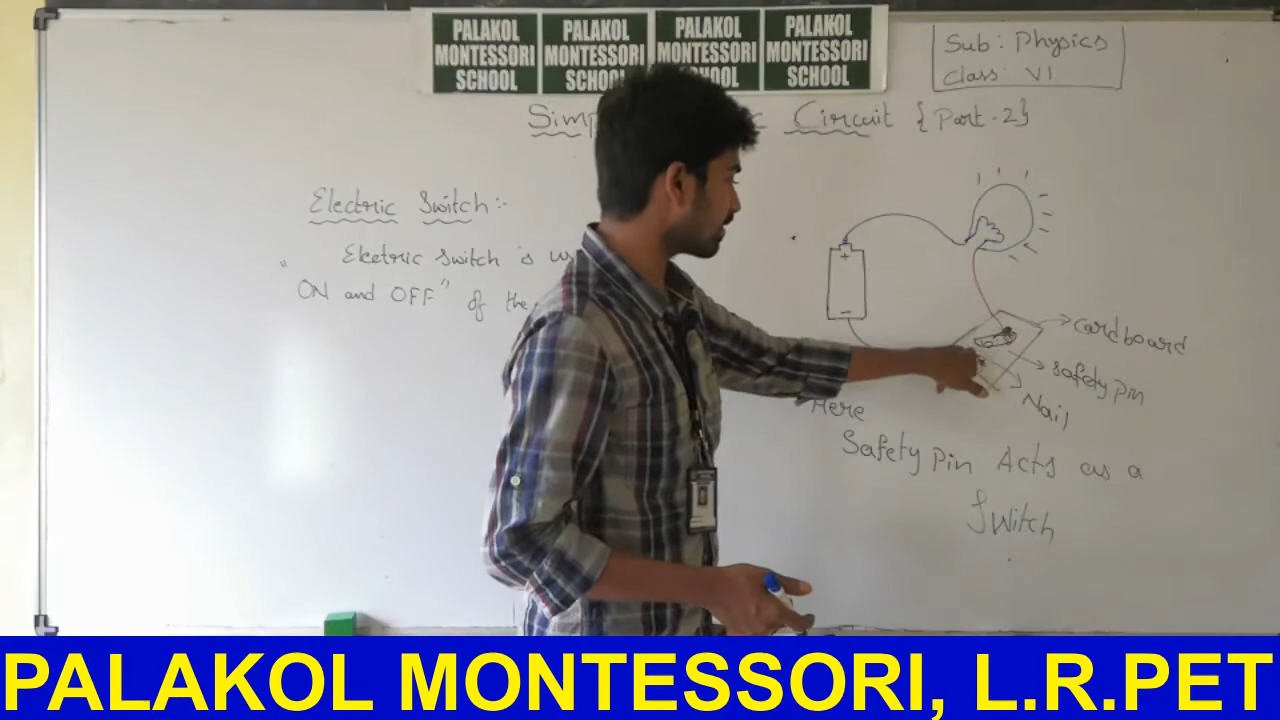 PALAKOL MONTESSORI SCHOOL
PALAKOL MONTESSORI SCHOOL
PALAKOL MONTESSORI
PALAKOL MONTESSORI SCHOOL
Sub: Physics
Class: VI
Circuit {Part-2}
Electric Switch:-
Electric Switch is
"ON and OFF" of the
+
-
cardboard
safety pin
Nail
Here
Safety pin Acts as a
Switch
PALAKOL MONTESSORI, L.R.PET